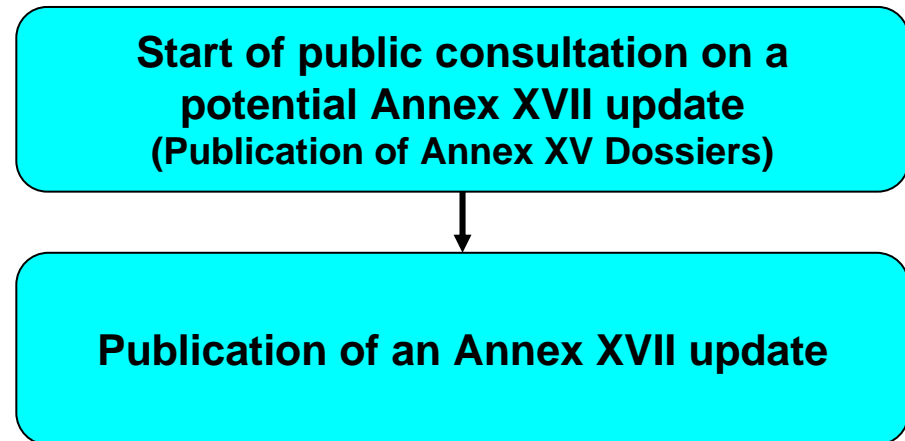 Start of public consultation on a
potential Annex XVII update
(Publication of Annex XV Dossiers)
Publication of an Annex XVII update